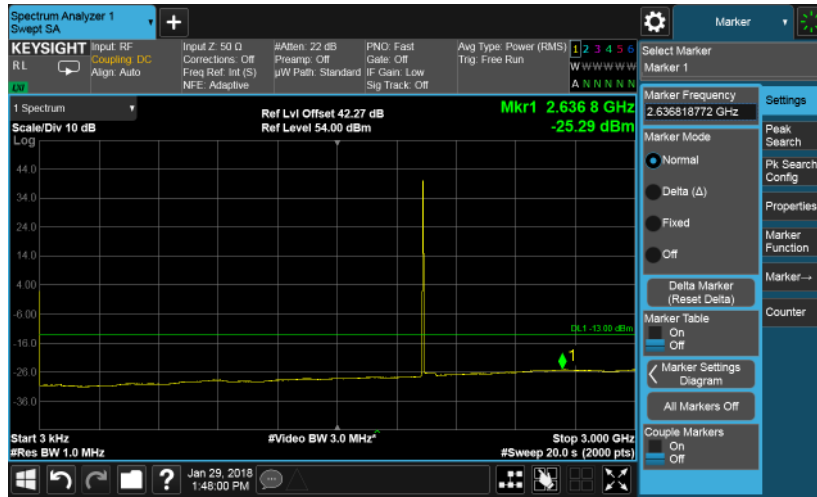 Spectrum Analyzer 1
Swept SA
+
Marker
KEYSIGHT
RL
LXI
Input: RF
Coupling: DC
Align: Auto
Input Z: 50 Ω
Corrections: Off
Freq Ref: Int (S)
NFE: Adaptive
#Atten: 22 dB
Preamp: Off
µW Path: Standard
PNO: Fast
Gate: Off
IF Gain: Low
Sig Track: Off
Avg Type: Power (RMS)
Trig: Free Run
1 2 3 4 5 6
W W W W W W
A N N N N N
Select Marker
Marker 1
1 Spectrum
Scale/Div 10 dB
Log
Ref Lvl Offset 42.27 dB
Ref Level 54.00 dBm
Mkr1 2.636 8 GHz
-25.29 dBm
44.0
34.0
24.0
14.0
4.00
-6.00
-16.0
-26.0
-36.0
DL1 -13.00 dBm
1
Start 3 kHz
#Res BW 1.0 MHz
#Video BW 3.0 MHz^
Stop 3.000 GHz
#Sweep 20.0 s (2000 pts)
Marker Frequency
2.636818772 GHz
Marker Mode
Normal
Delta (Δ)
Fixed
Off
Delta Marker
(Reset Delta)
Marker Table
On
Off
Marker Settings
Diagram
All Markers Off
Couple Markers
On
Off
Settings
Peak
Search
Pk Search
Config
Properties
Marker
Function
Marker→
Counter
?
Jan 29, 2018
1:48:00 PM